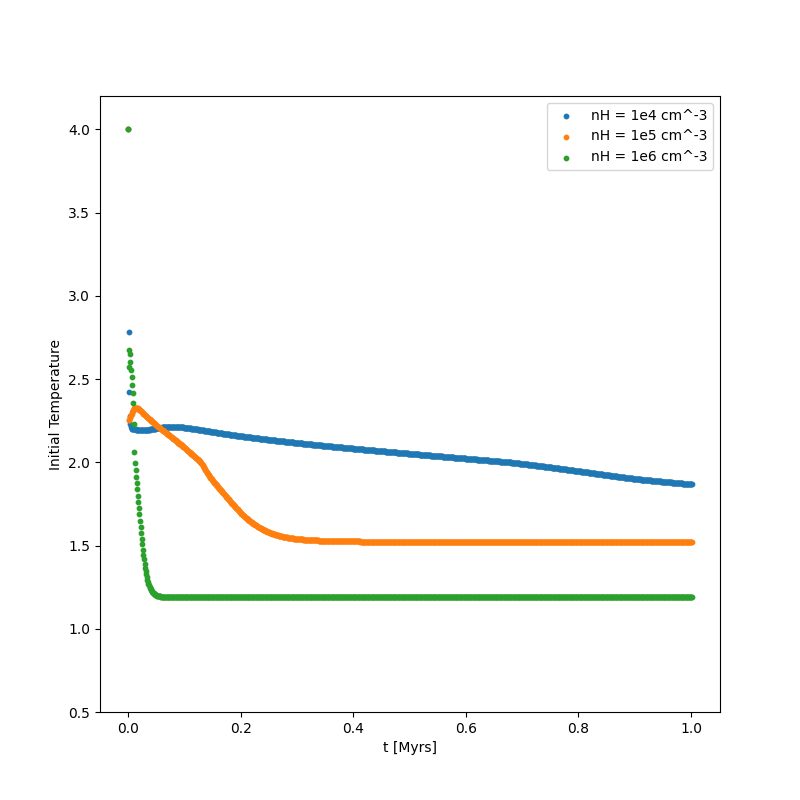 nH = 1e4 cm^-3
nH = 1e5 cm^-3
nH = 1e6 cm^-3
4.0
3.5
3.0
2.5
2.0
1.5
1.0
0.5
Initial Temperature
0.0 0.2 0.4 0.6 0.8 1.0
t [Myrs]